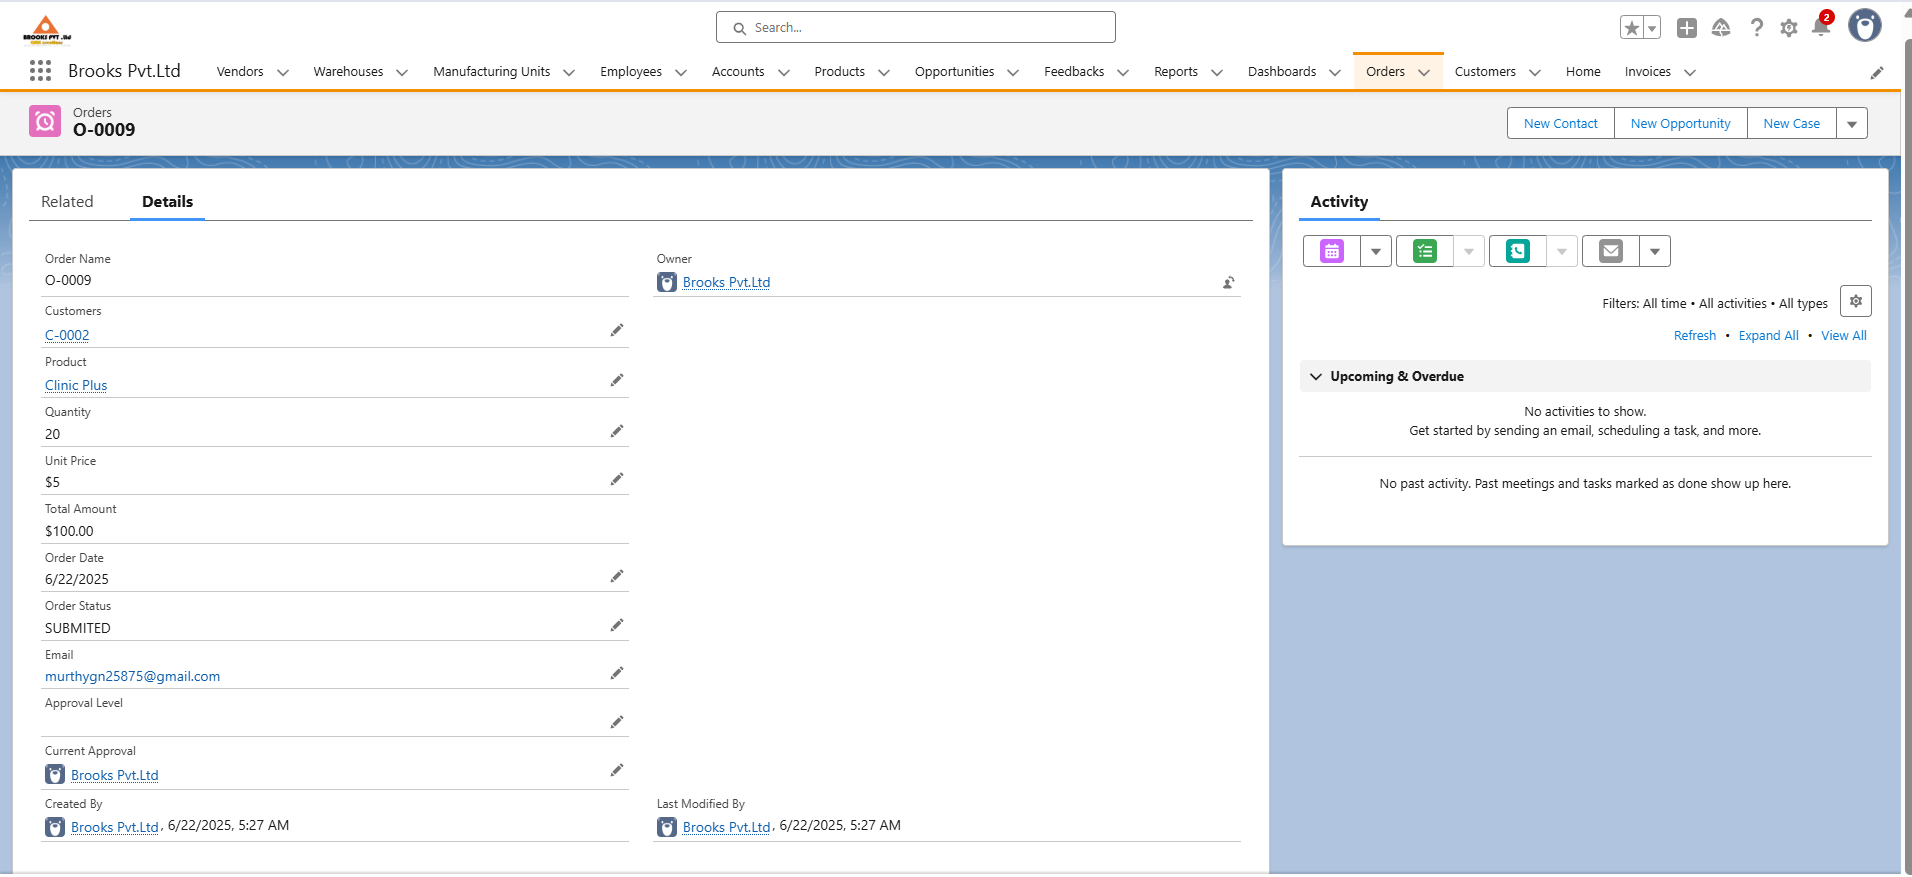 BROOKS PVT .ltd
Search...
2
Brooks Pvt.Ltd
Vendors
Warehouses
Manufacturing Units
Employees
Accounts
Products
Opportunities
Feedbacks
Reports
Dashboards
Orders
Customers
Home
Invoices
Orders
O-0009
New Contact
New Opportunity
New Case
Related
Details
Order Name
O-0009
Owner
Brooks Pvt.Ltd
Customers
C-0002
Product
Clinic Plus
Quantity
20
Unit Price
$5
Total Amount
$100.00
Order Date
6/22/2025
Order Status
SUBMITED
Email
murthygn25875@gmail.com
Approval Level
Current Approval
Brooks Pvt.Ltd
Created By
Brooks Pvt.Ltd, 6/22/2025, 5:27 AM
Last Modified By
Brooks Pvt.Ltd, 6/22/2025, 5:27 AM
Activity
Filters: All time • All activities • All types
Refresh • Expand All • View All
Upcoming & Overdue
No activities to show.
Get started by sending an email, scheduling a task, and more.
No past activity. Past meetings and tasks marked as done show up here.